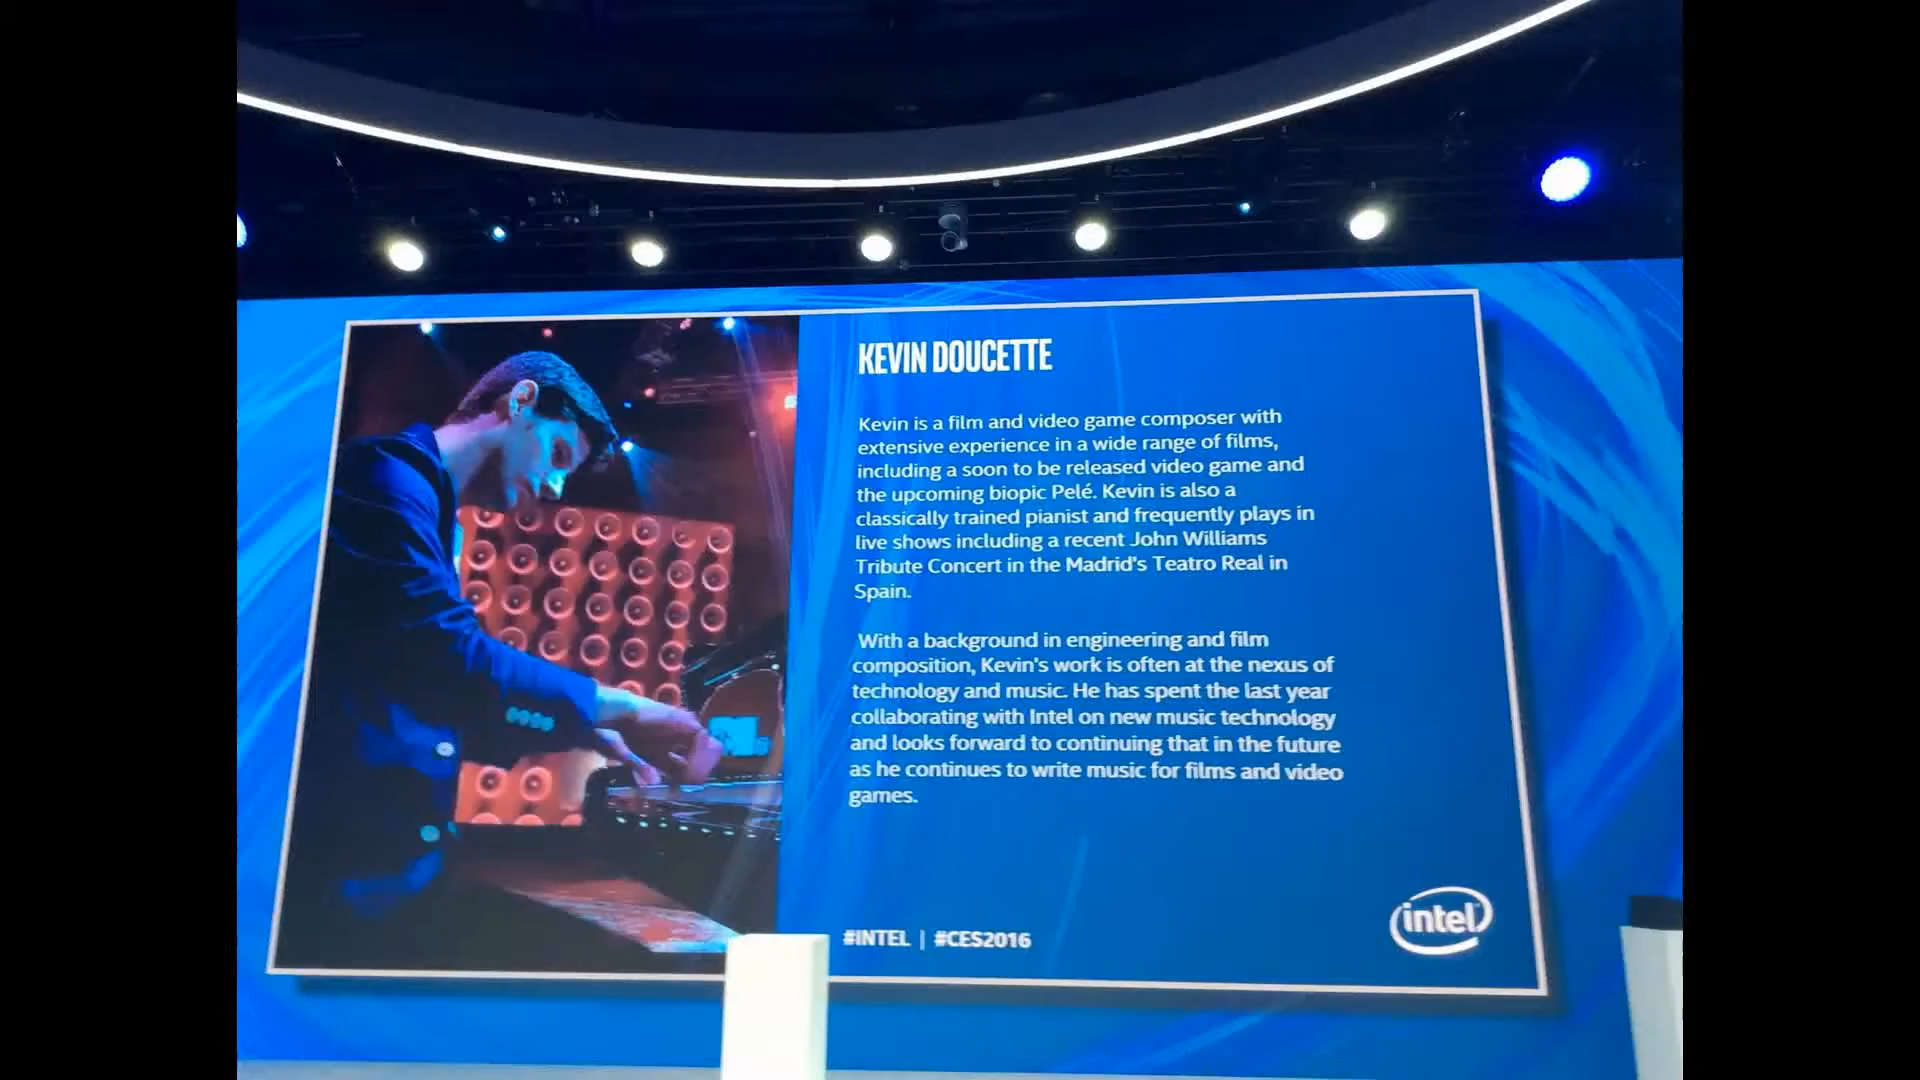 KEVIN DOUCETTE
Kevin is a film and video game composer with
extensive experience in a wide range of films,
including a soon to be released video game and
the upcoming biopic Pelé. Kevin is also a
classically trained pianist and frequently plays in
live shows including a recent John Williams
Tribute Concert in the Madrid's Teatro Real in
Spain.
With a background in engineering and film
composition, Kevin's work is often at the nexus of
technology and music. He has spent the last year
collaborating with Intel on new music technology
and looks forward to continuing that in the future
as he continues to write music for films and video
games.
#INTEL | #CES2016
intel